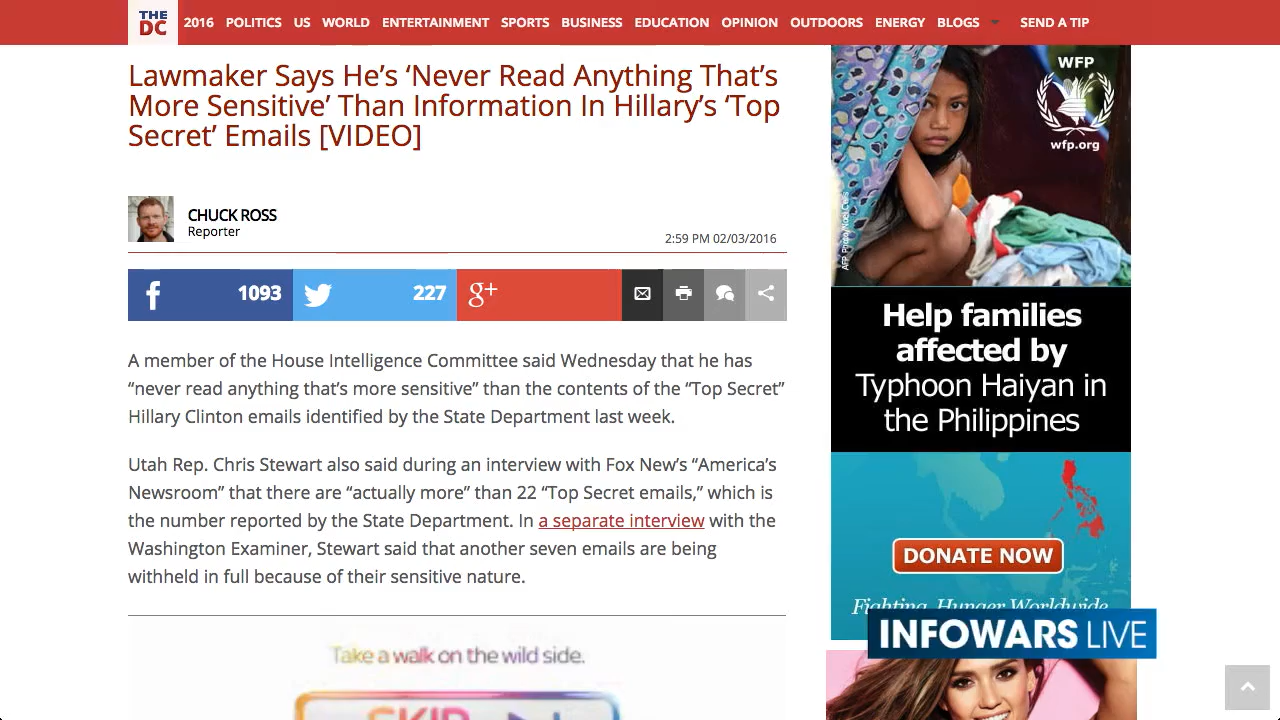 THE
DC
2016 POLITICS US WORLD ENTERTAINMENT SPORTS BUSINESS EDUCATION OPINION OUTDOORS ENERGY BLOGS SEND A TIP
Lawmaker Says He’s ‘Never Read Anything That’s
More Sensitive’ Than Information In Hillary’s ‘Top
Secret’ Emails [VIDEO]
CHUCK ROSS
Reporter
2:59 PM 02/03/2016
f 1093 227 g+
A member of the House Intelligence Committee said Wednesday that he has
“never read anything that’s more sensitive” than the contents of the “Top Secret”
Hillary Clinton emails identified by the State Department last week.
Utah Rep. Chris Stewart also said during an interview with Fox New’s “America’s
Newsroom” that there are “actually more” than 22 “Top Secret emails,” which is
the number reported by the State Department. In a separate interview with the
Washington Examiner, Stewart said that another seven emails are being
withheld in full because of their sensitive nature.
Take a walk on the wild side.
SKIP
WFP
wfp.org
Help families
affected by
Typhoon Haiyan in
the Philippines
DONATE NOW
Fighting Hunger Worldwide
INFOWARS LIVE